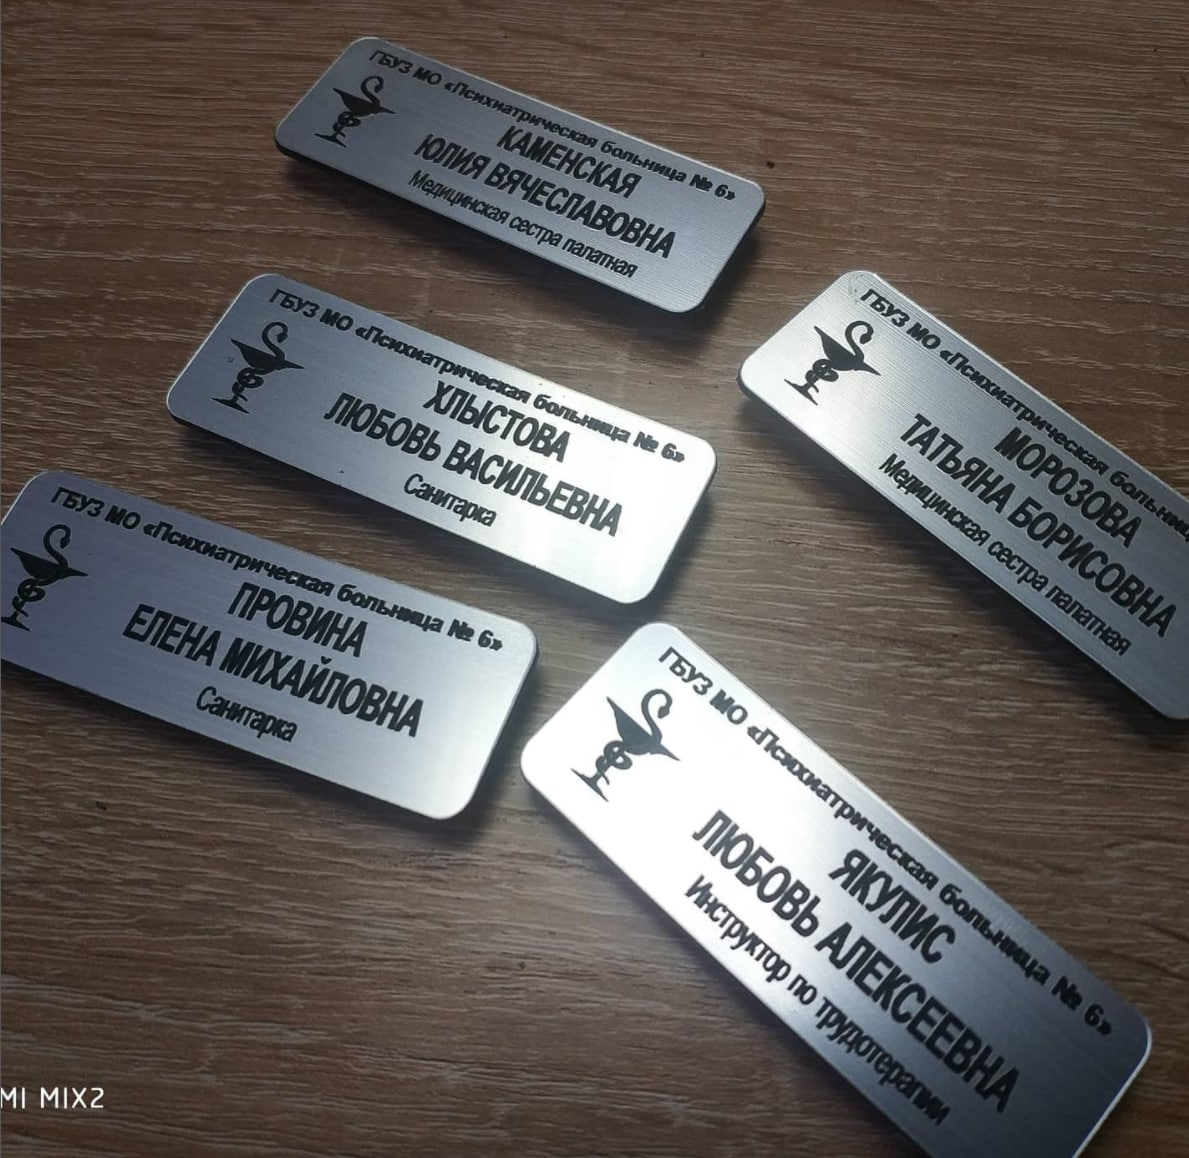 ГБУЗ МО «Психиатрическая больница № 6»
КАМЕНСКАЯ
ЮЛИЯ ВЯЧЕСЛАВОВНА
Медицинская сестра палатная
ГБУЗ МО «Психиатрическая больница № 6»
ХЛЫСТОВА
ЛЮБОВЬ ВАСИЛЬЕВНА
Санитарка
ГБУЗ МО «Психиатрическая больниц
МОРОЗОВА
ТАТЬЯНА БОРИСОВНА
Медицинская сестра палатная
ГБУЗ МО «Психиатрическая больница № 6»
ПРОВИНА
ЕЛЕНА МИХАЙЛОВНА
Санитарка
ГБУЗ МО «Психиатрическая больница № 6»
ЯКУЛИС
ЛЮБОВЬ АЛЕКСЕЕВНА
Инструктор по трудотерапии
MI MIX2